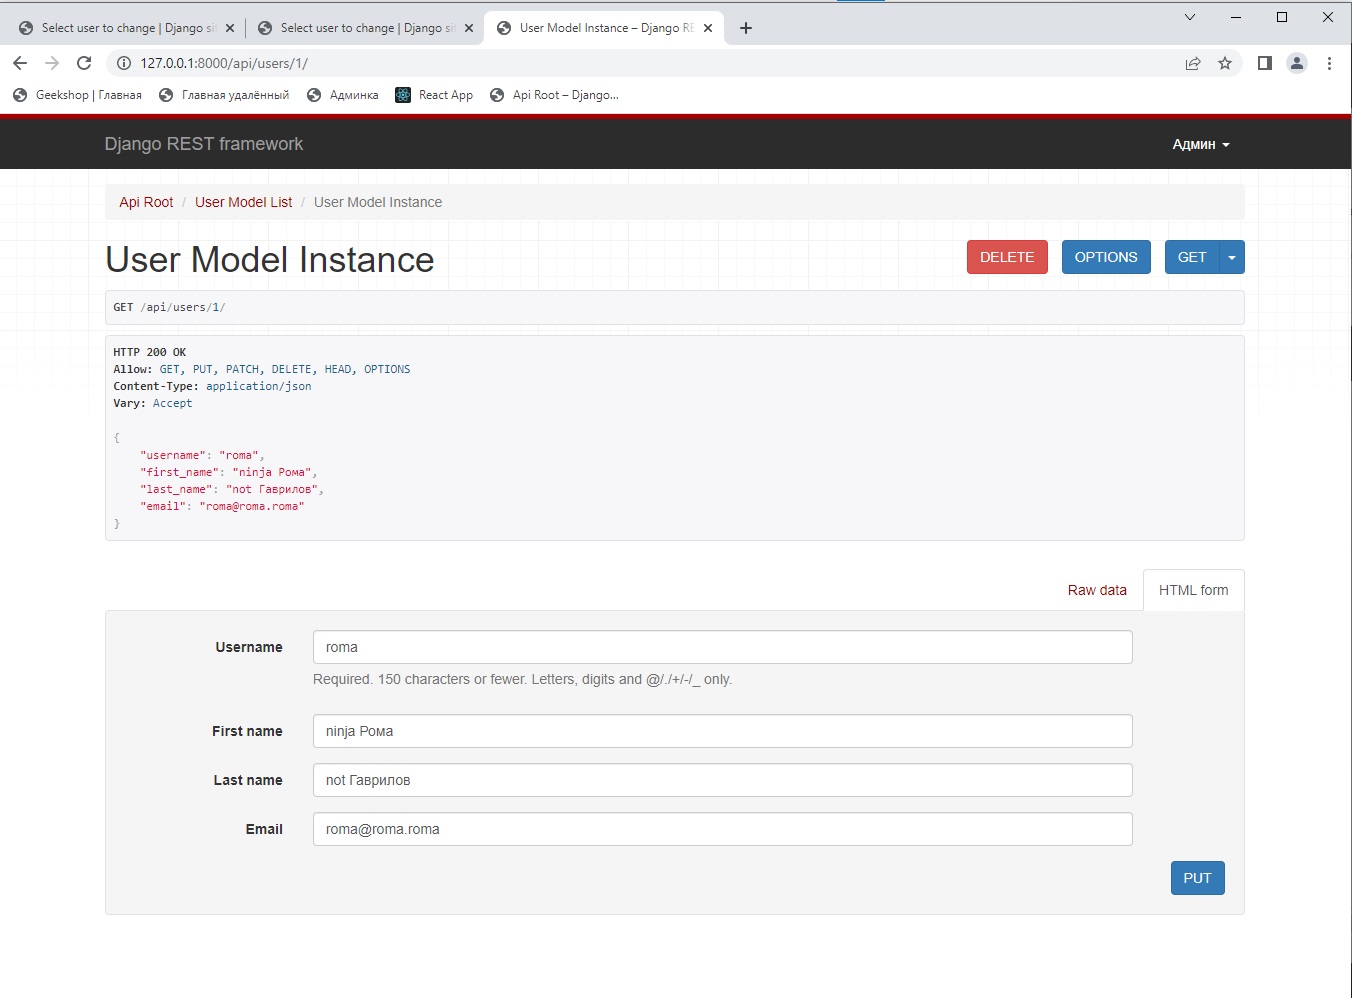 Select user to change | Django sit
Select user to change | Django sit
User Model Instance – Django RE
127.0.0.1:8000/api/users/1/
Geekshop | Главная
Главная удалённый
Админка
React App
Api Root – Django...
Django REST framework
Админ
Api Root / User Model List / User Model Instance
User Model Instance
DELETE
OPTIONS
GET
GET /api/users/1/
HTTP 200 OK
Allow: GET, PUT, PATCH, DELETE, HEAD, OPTIONS
Content-Type: application/json
Vary: Accept
{
"username": "roma",
"first_name": "ninja Рома",
"last_name": "not Гаврилов",
"email": "roma@roma.roma"
}
Raw data
HTML form
Username
roma
Required. 150 characters or fewer. Letters, digits and @/./+/-/_ only.
First name
ninja Рома
Last name
not Гаврилов
Email
roma@roma.roma
PUT